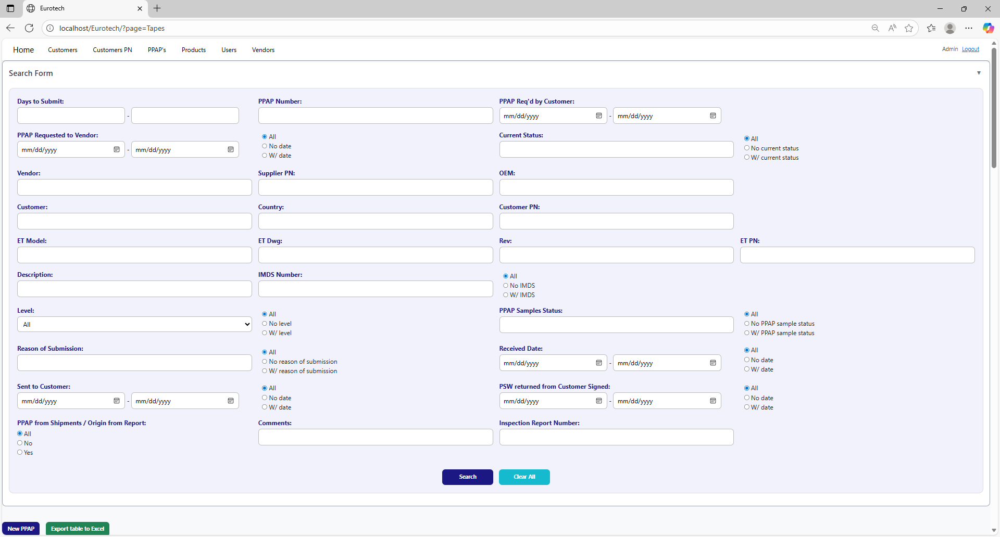 Eurotech
localhost/Eurotech/?page=Tapes
Home Customers Customers PN PPAP's Products Users Vendors Admin Logout
Search Form
Days to Submit: PPAP Number: PPAP Req'd by Customer:
- mm/dd/yyyy - mm/dd/yyyy
PPAP Requested to Vendor: All Current Status: All
mm/dd/yyyy - mm/dd/yyyy No date No current status
W/ date W/ current status
Vendor: Supplier PN: OEM:
Customer: Country: Customer PN:
ET Model: ET Dwg: Rev: ET PN:
Description: IMDS Number: All
No IMDS
W/ IMDS
Level: All PPAP Samples Status: All
All No level No PPAP sample status
W/ level W/ PPAP sample status
Reason of Submission: All Received Date: All
No reason of submission mm/dd/yyyy - mm/dd/yyyy No date
W/ reason of submission W/ date
Sent to Customer: All PSW returned from Customer Signed: All
mm/dd/yyyy - mm/dd/yyyy No date mm/dd/yyyy - mm/dd/yyyy No date
W/ date W/ date
PPAP from Shipments / Origin from Report: Comments: Inspection Report Number:
All
No
Yes
Search Clear All
New PPAP Export table to Excel